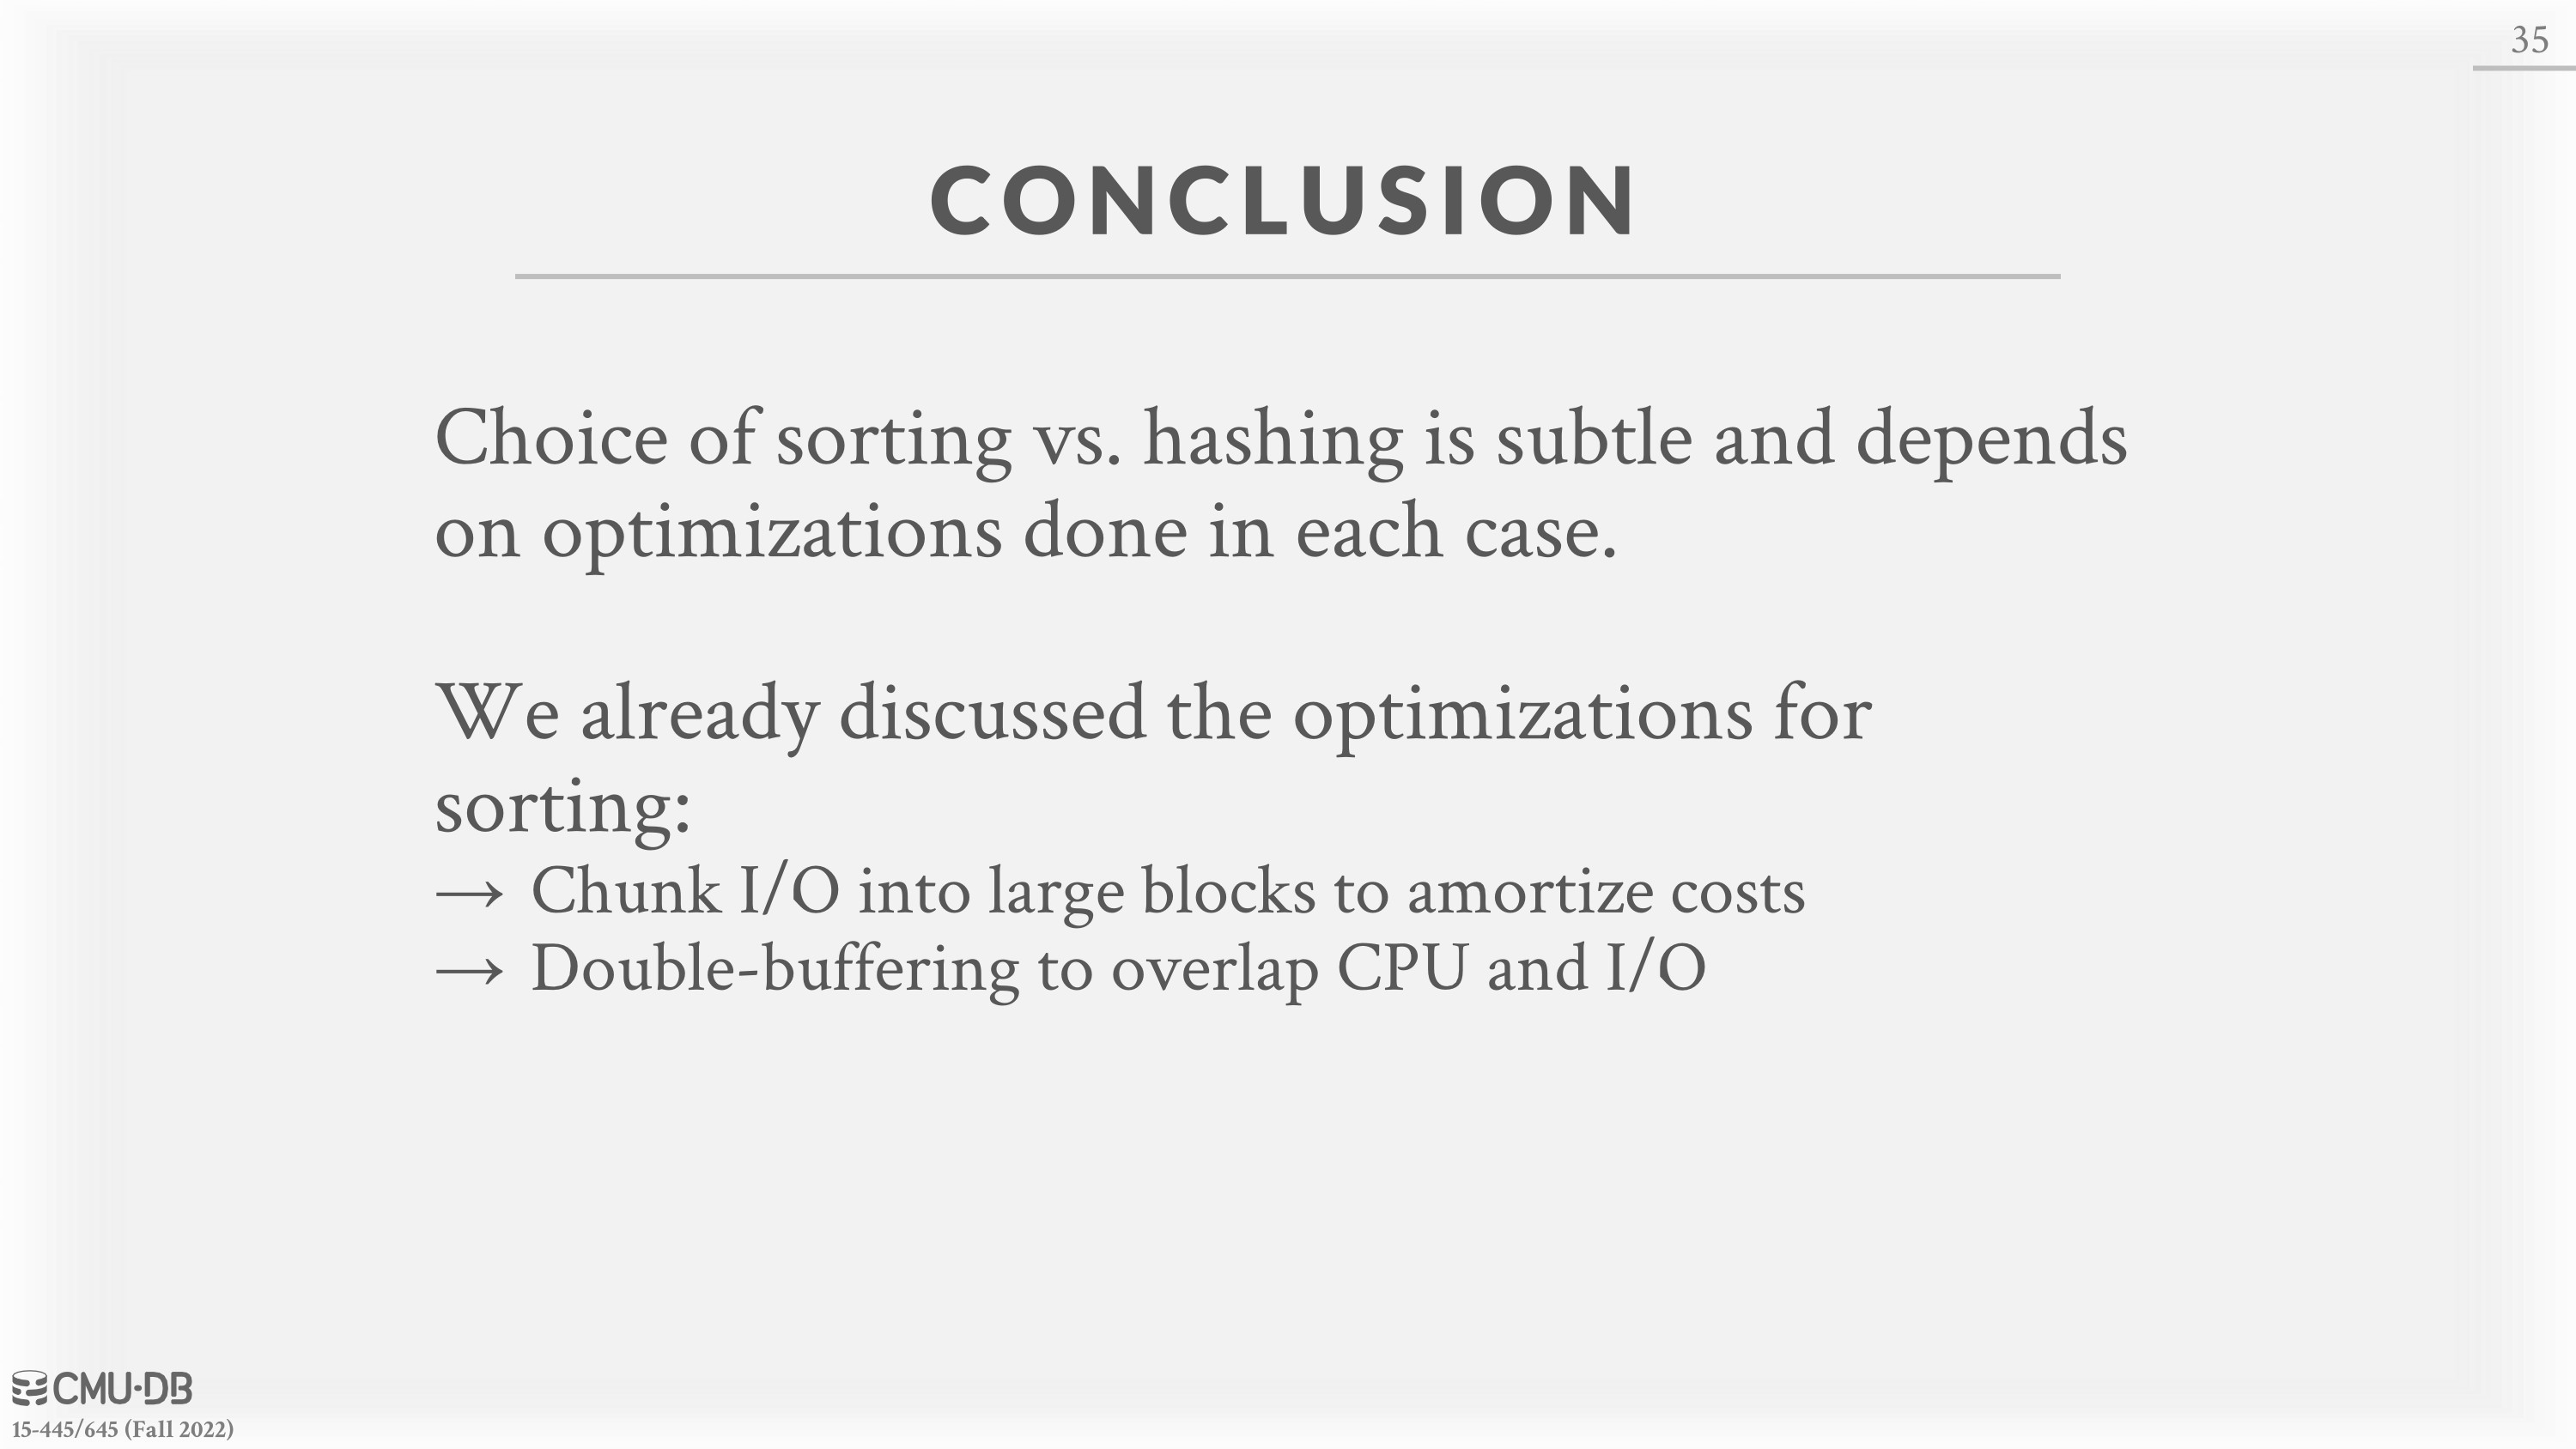 35
CONCLUSION
Choice of sorting vs. hashing is subtle and depends
on optimizations done in each case.
We already discussed the optimizations for
sorting:
→ Chunk I/O into large blocks to amortize costs
→ Double-buffering to overlap CPU and I/O
CMU·DB
15-445/645 (Fall 2022)